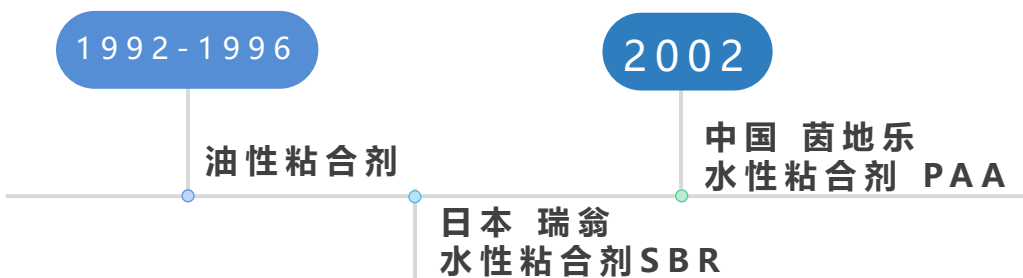 1992-1996
油性粘合剂
日本 瑞翁
水性粘合剂SBR
2002
中国 茵地乐
水性粘合剂 PAA